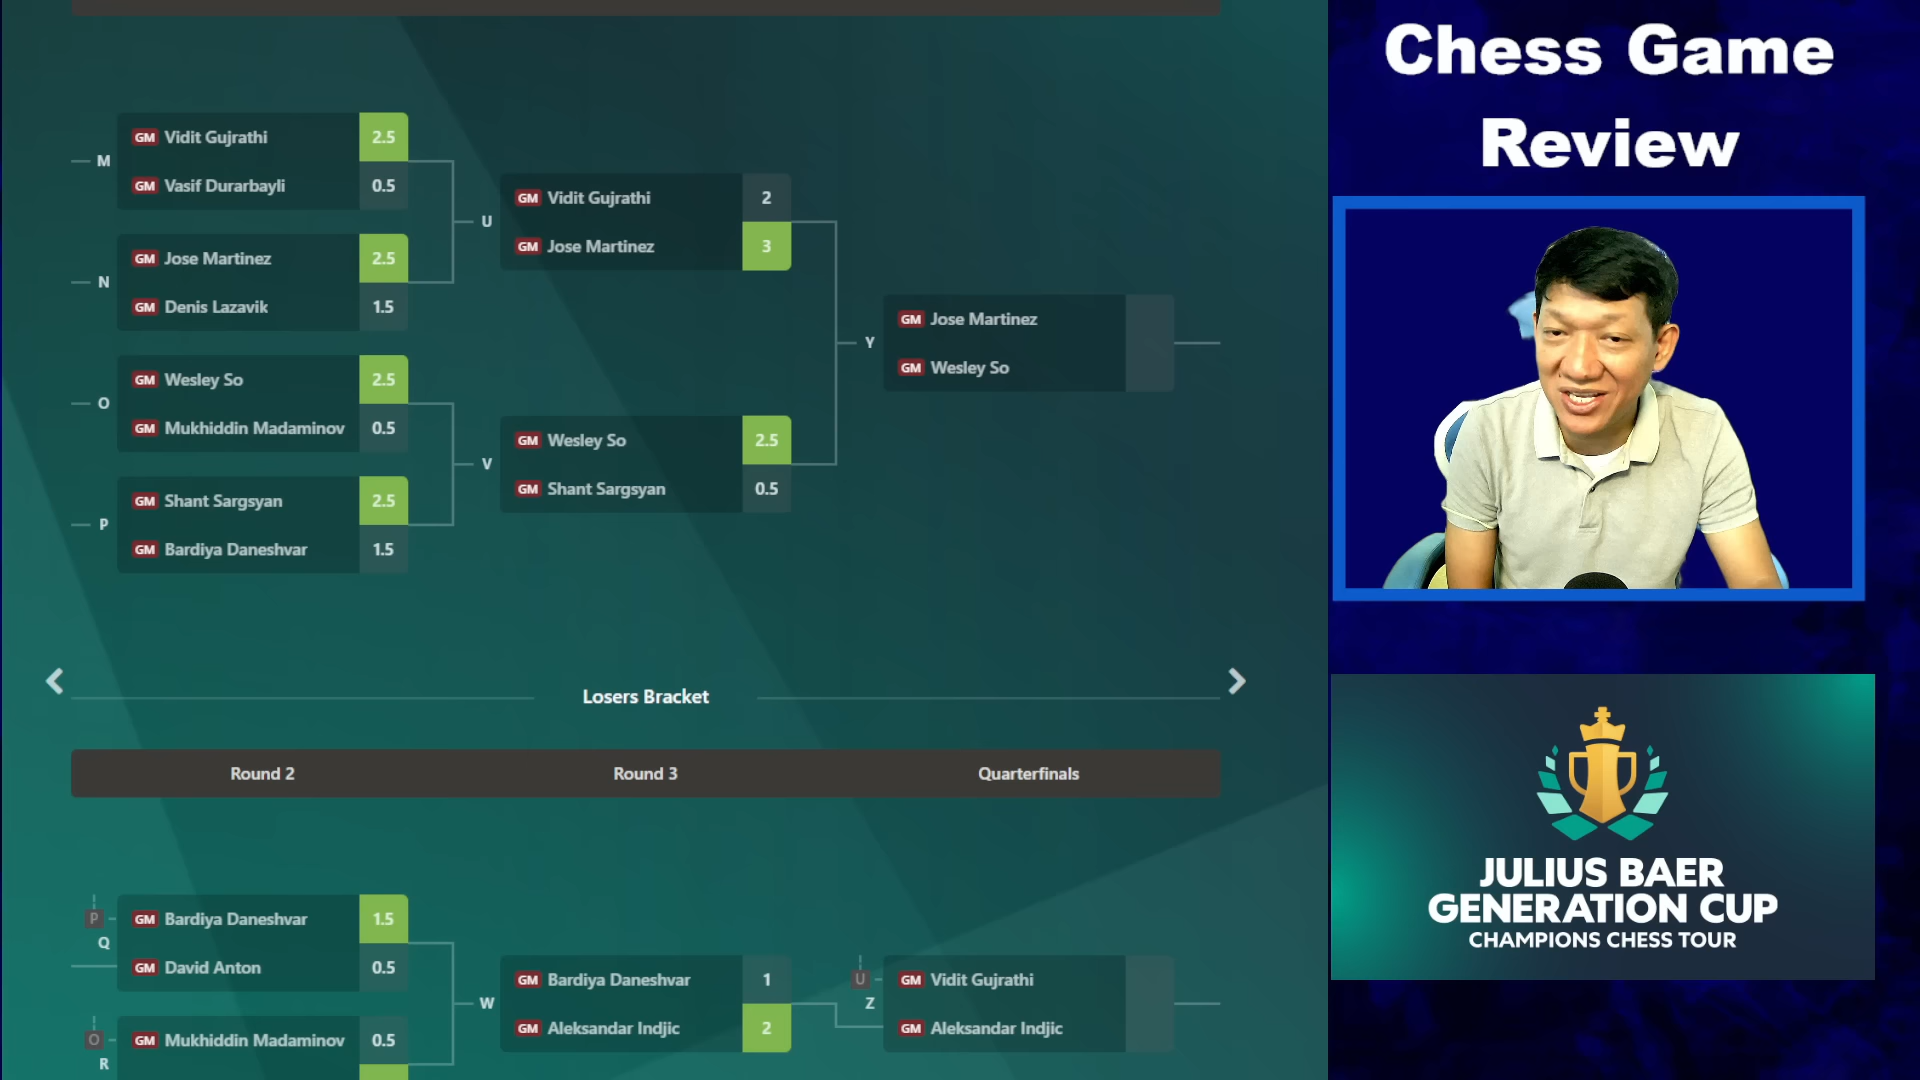 GM Vidit Gujrathi 2.5
M
GM Vasif Durarbayli 0.5
GM Jose Martinez 2.5
N
GM Denis Lazavik 1.5
GM Wesley So 2.5
O
GM Mukhiddin Madaminov 0.5
GM Shant Sargsyan 2.5
P
GM Bardiya Daneshvar 1.5
GM Vidit Gujrathi 2
U
GM Jose Martinez 3
GM Wesley So 2.5
V
GM Shant Sargsyan 0.5
GM Jose Martinez
Y
GM Wesley So
Losers Bracket
Round 2 Round 3 Quarterfinals
P GM Bardiya Daneshvar 1.5
Q
GM David Anton 0.5
O GM Mukhiddin Madaminov 0.5
R
GM Bardiya Daneshvar 1
W
GM Aleksandar Indjic 2
U GM Vidit Gujrathi
Z
GM Aleksandar Indjic
Chess Game
Review
JULIUS BAER
GENERATION CUP
CHAMPIONS CHESS TOUR